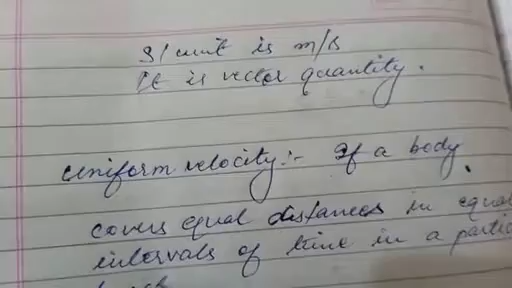 SI unit is m/s
It is vector quantity.
Uniform velocity:- If a body
covers equal distances in equal
intervals of time in a